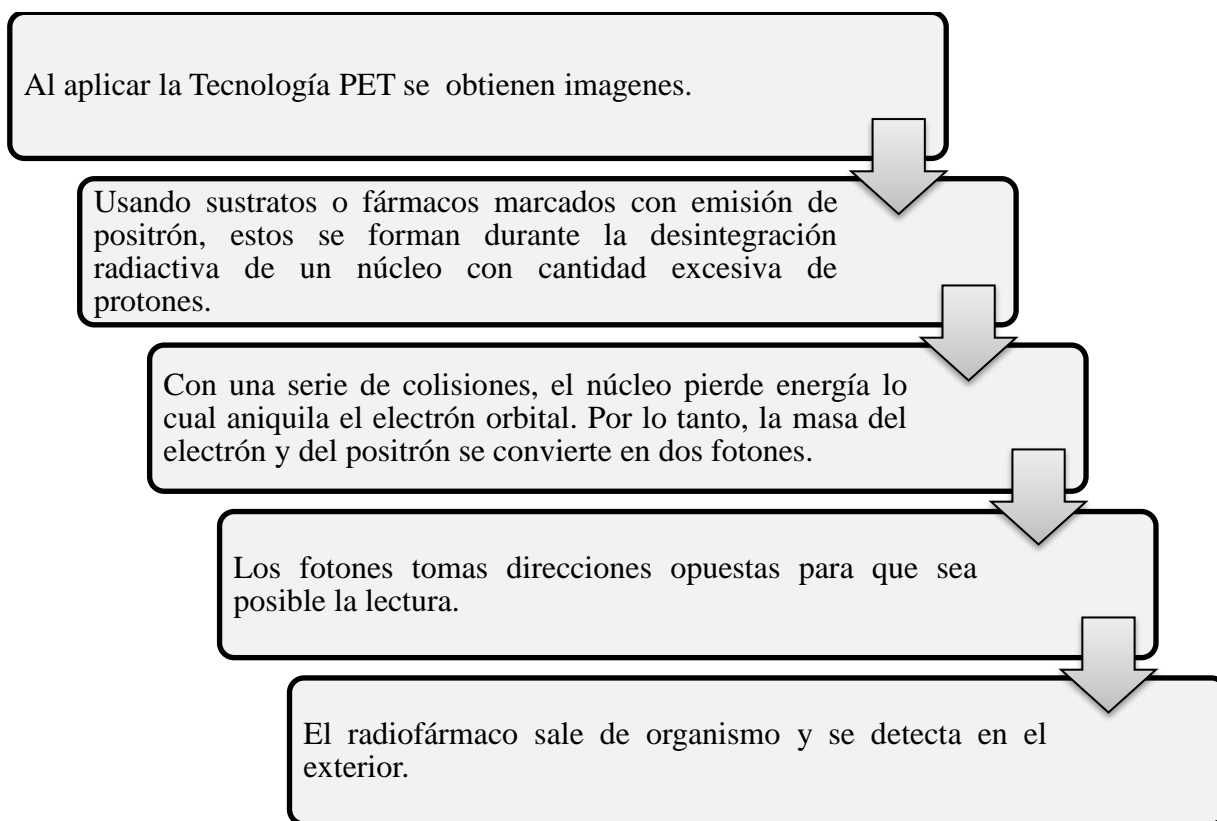 Al aplicar la Tecnología PET se obtienen imagenes.
Usando sustratos o fármacos marcados con emisión de
positrón, estos se forman durante la desintegración
radiactiva de un núcleo con cantidad excesiva de
protones.
Con una serie de colisiones, el núcleo pierde energía lo
cual aniquila el electrón orbital. Por lo tanto, la masa del
electrón y del positrón se convierte en dos fotones.
Los fotones tomas direcciones opuestas para que sea
posible la lectura.
El radiofármaco sale de organismo y se detecta en el
exterior.